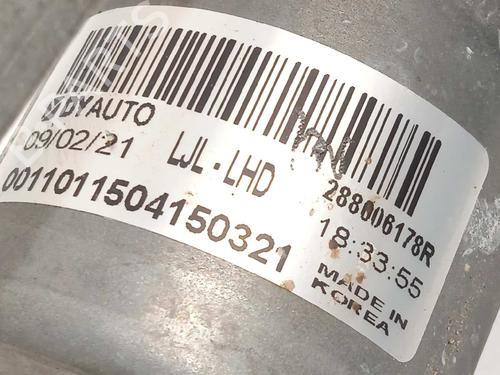 DYAUTO
09/02/21 LJL-LHD 288006178R
0011011504150321 18:33:55
MADE IN
KOREA